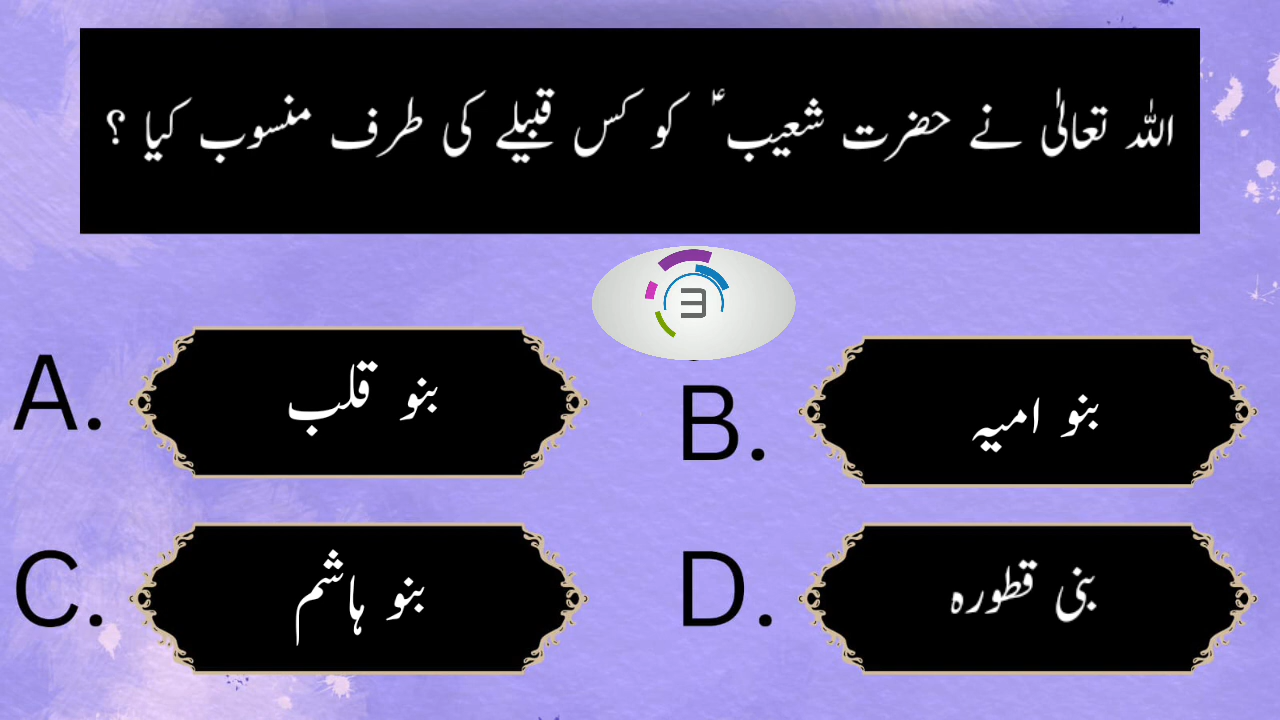 اللہ تعالیٰ نے حضرت شعیب ؑ کو کس قبیلے کی طرف منسوب کیا ؟
3
A. بنو قلب
B. بنو امیہ
C. بنو ہاشم
D. بنی قطورہ